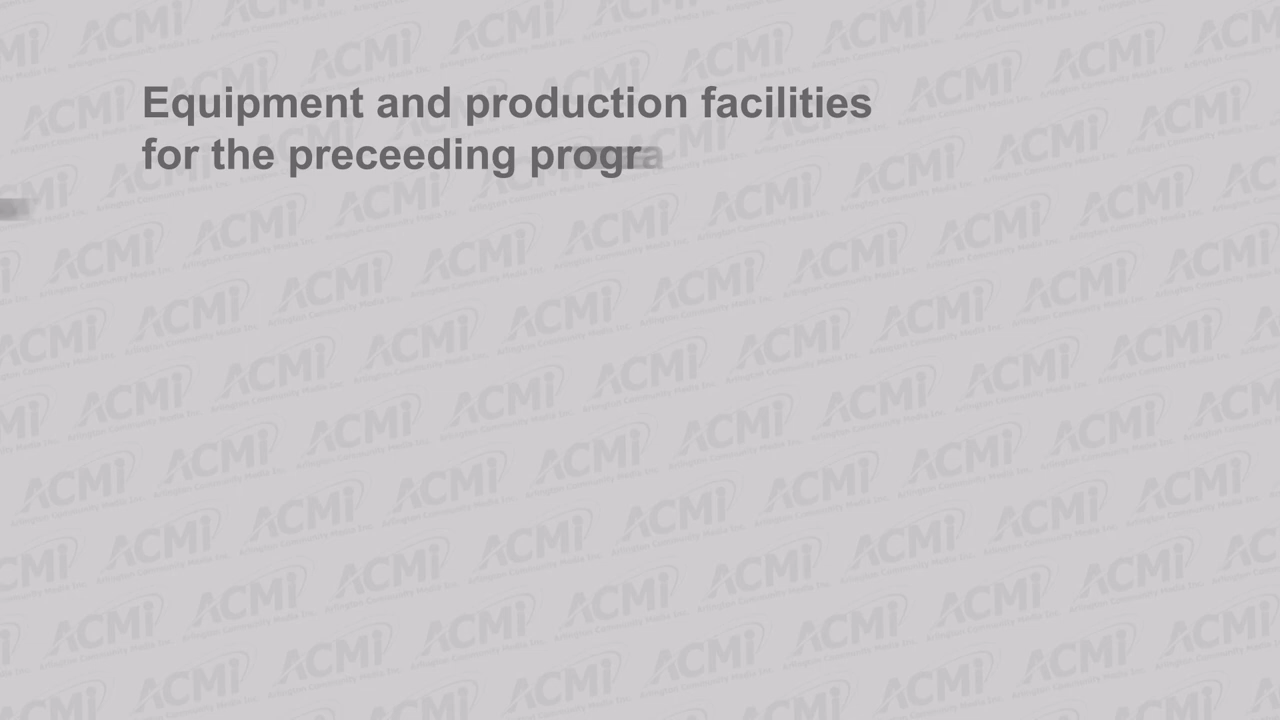 Equipment and production facilities
for the preceeding progra